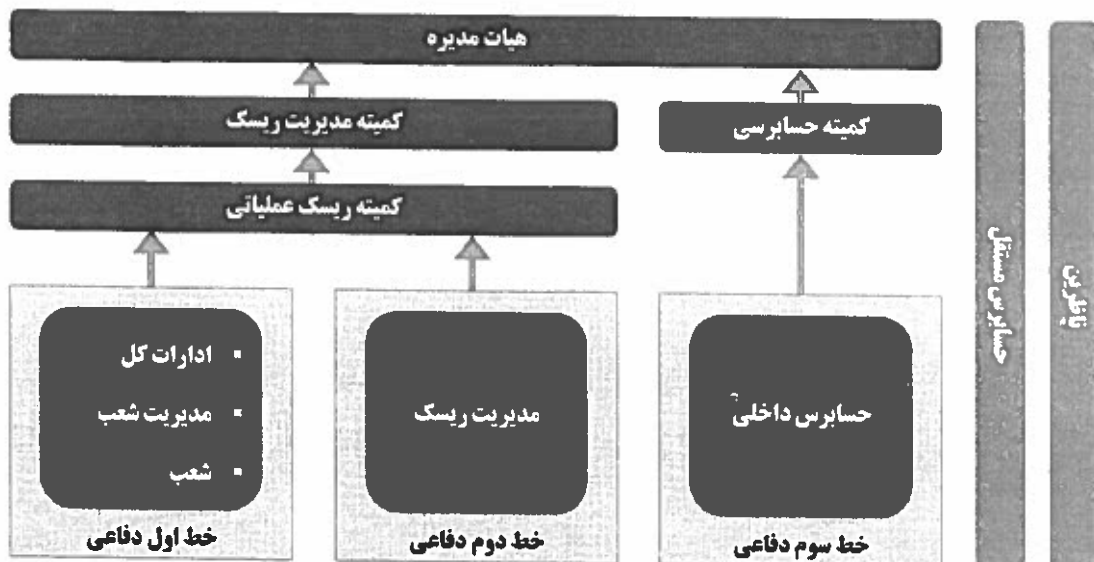 هیات مدیره
کمیته مدیریت ریسک
کمیته حسابرسی
کمیته ریسک عملیاتی
ادارات کل
مدیریت شعب
شعب
مدیریت ریسک
حسابرس داخلی
خط اول دفاعی
خط دوم دفاعی
خط سوم دفاعی
حسابرس مستقل
ناظرین